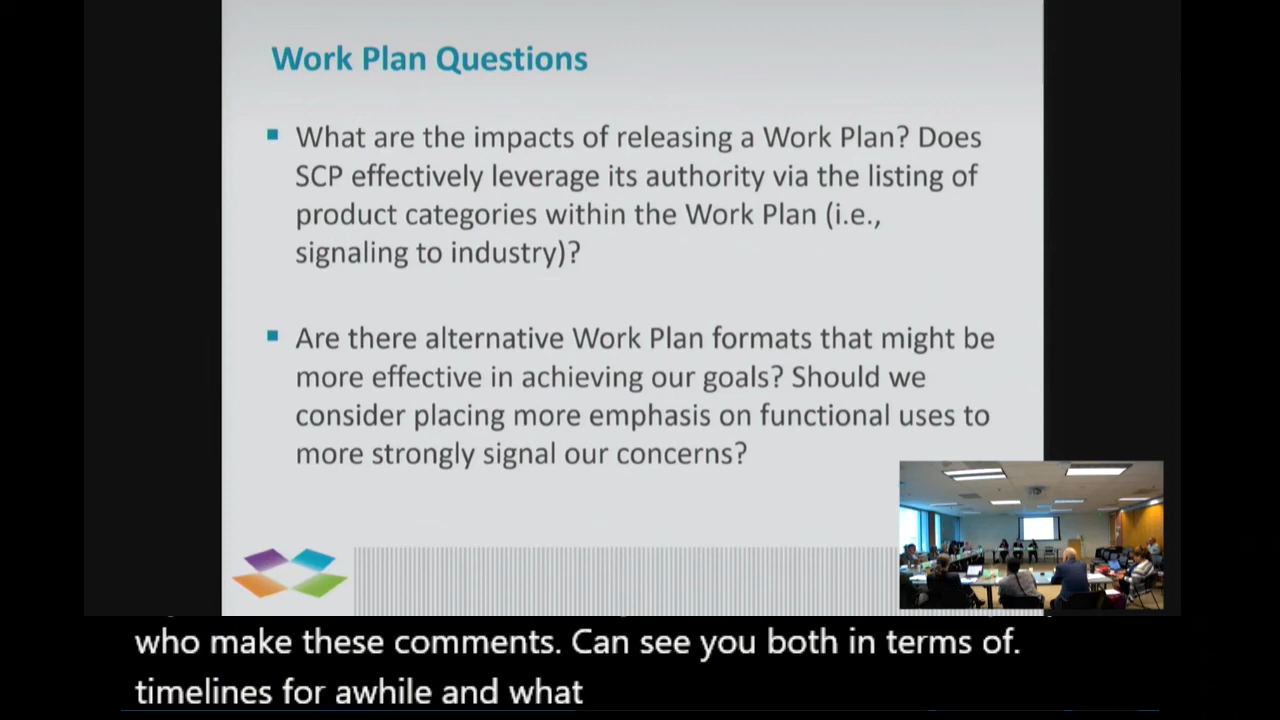 Work Plan Questions
What are the impacts of releasing a Work Plan? Does
SCP effectively leverage its authority via the listing of
product categories within the Work Plan (i.e.,
signaling to industry)?
Are there alternative Work Plan formats that might be
more effective in achieving our goals? Should we
consider placing more emphasis on functional uses to
more strongly signal our concerns?
who make these comments. Can see you both in terms of.
timelines for awhile and what